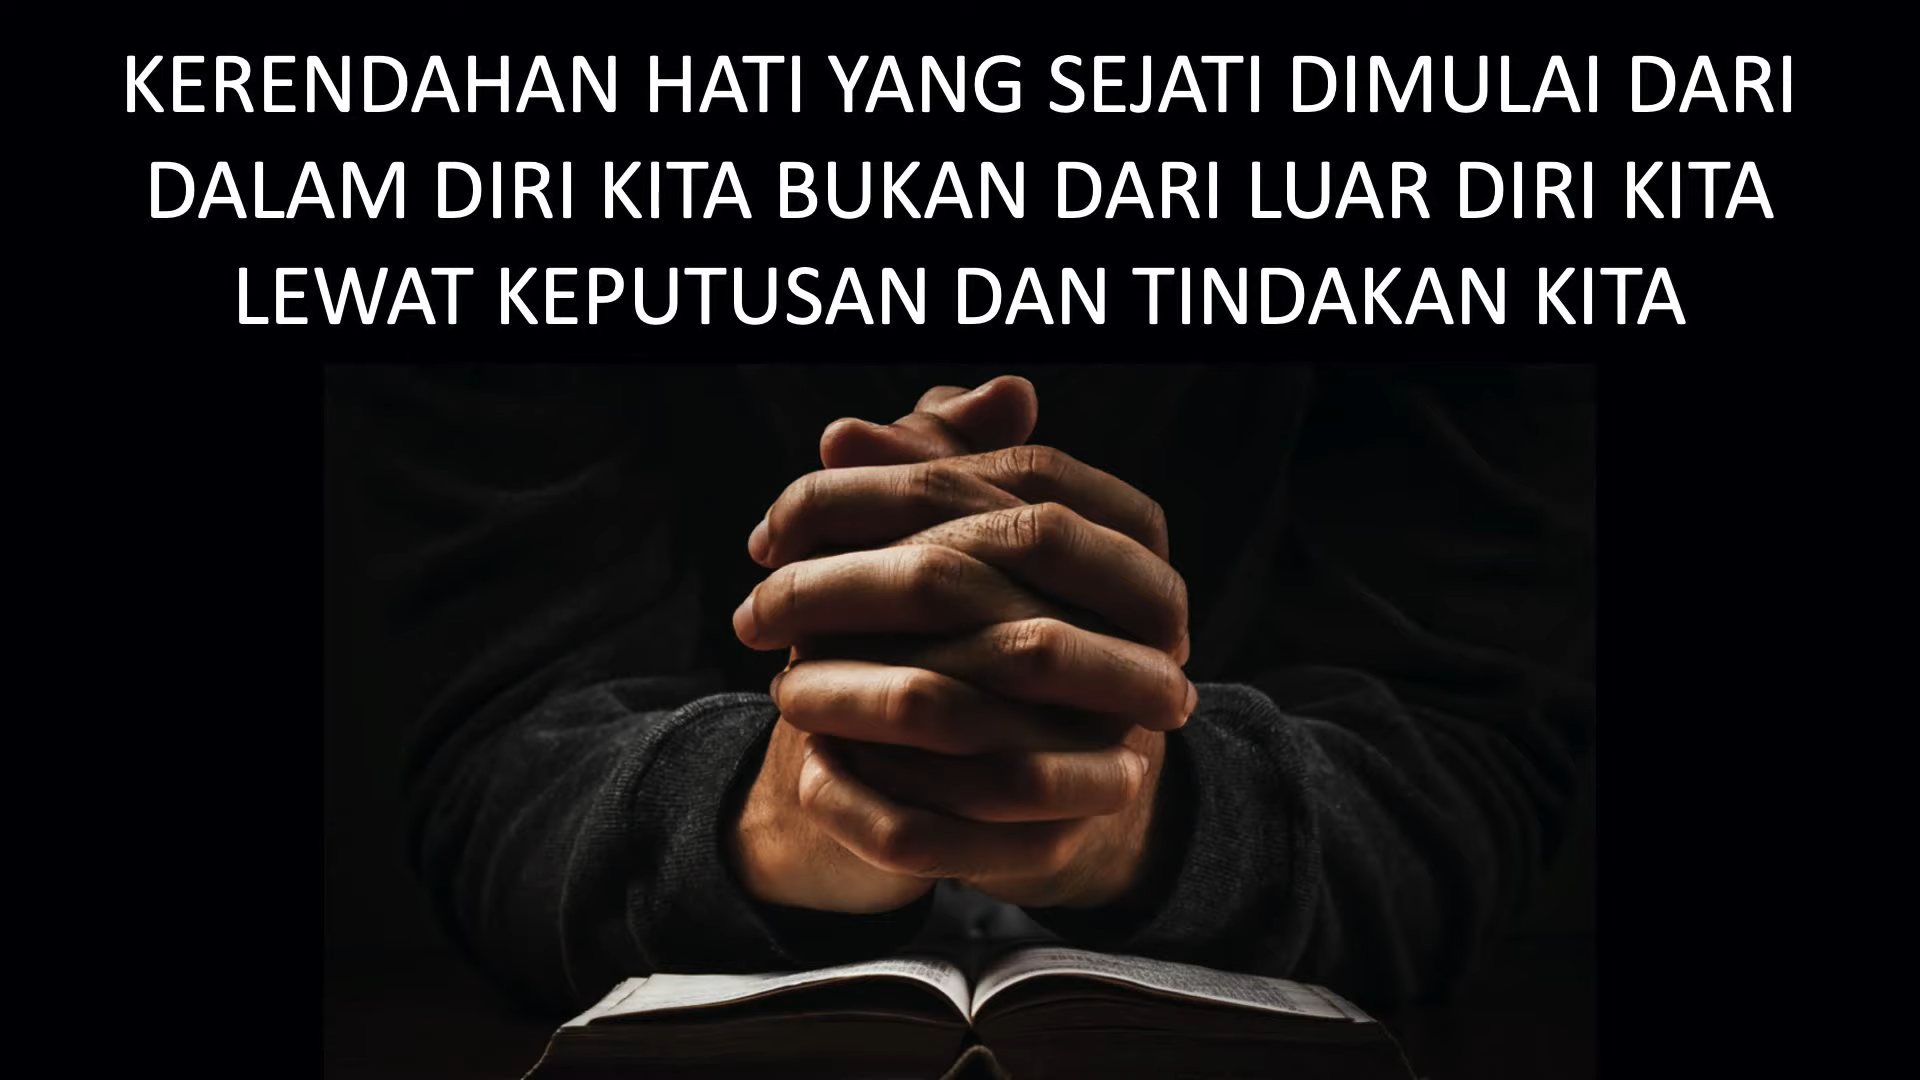 KERENDAHAN HATI YANG SEJATI DIMULAI DARI
DALAM DIRI KITA BUKAN DARI LUAR DIRI KITA
LEWAT KEPUTUSAN DAN TINDAKAN KITA